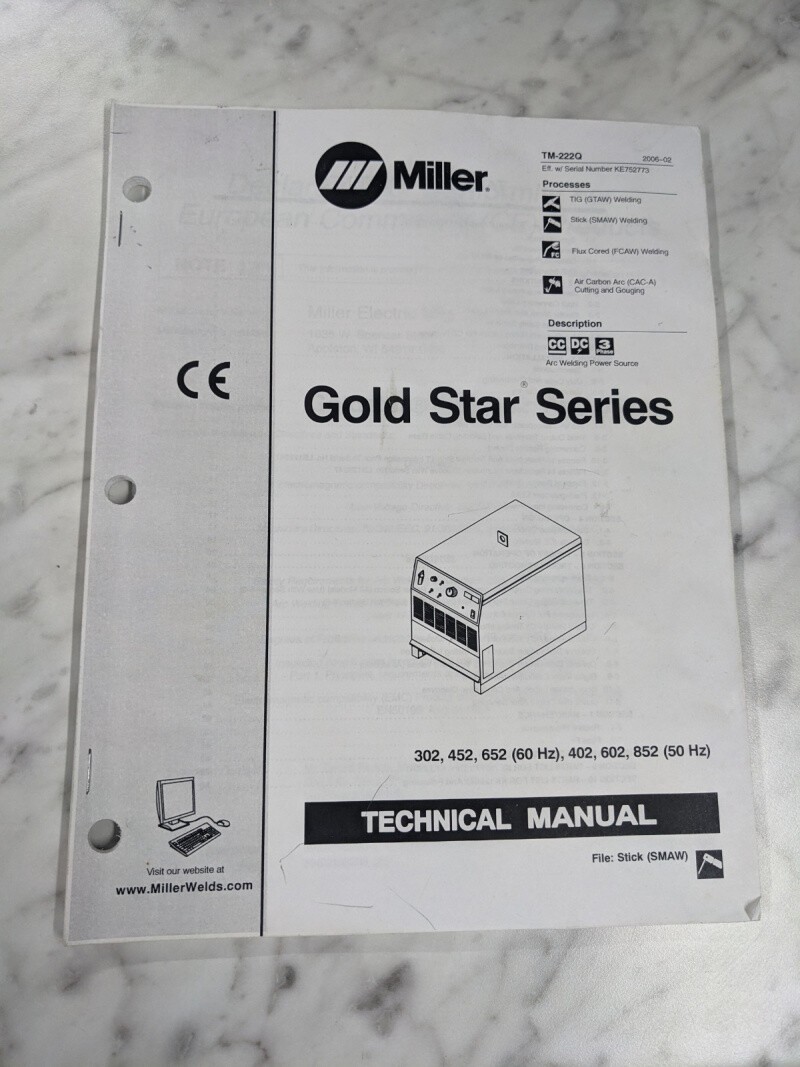 Miller®
TM-222Q 2006-02
Eff. w/ Serial Number KE752773
Processes
TIG (GTAW) Welding
Stick (SMAW) Welding
FC
Flux Cored (FCAW) Welding
Air Carbon Arc (CAC-A)
Cutting and Gouging
Description
CC DC 3 Phase
Arc Welding Power Source
CE
Gold Star® Series
302, 452, 652 (60 Hz), 402, 602, 852 (50 Hz)
TECHNICAL MANUAL
File: Stick (SMAW)
Visit our website at
www.MillerWelds.com